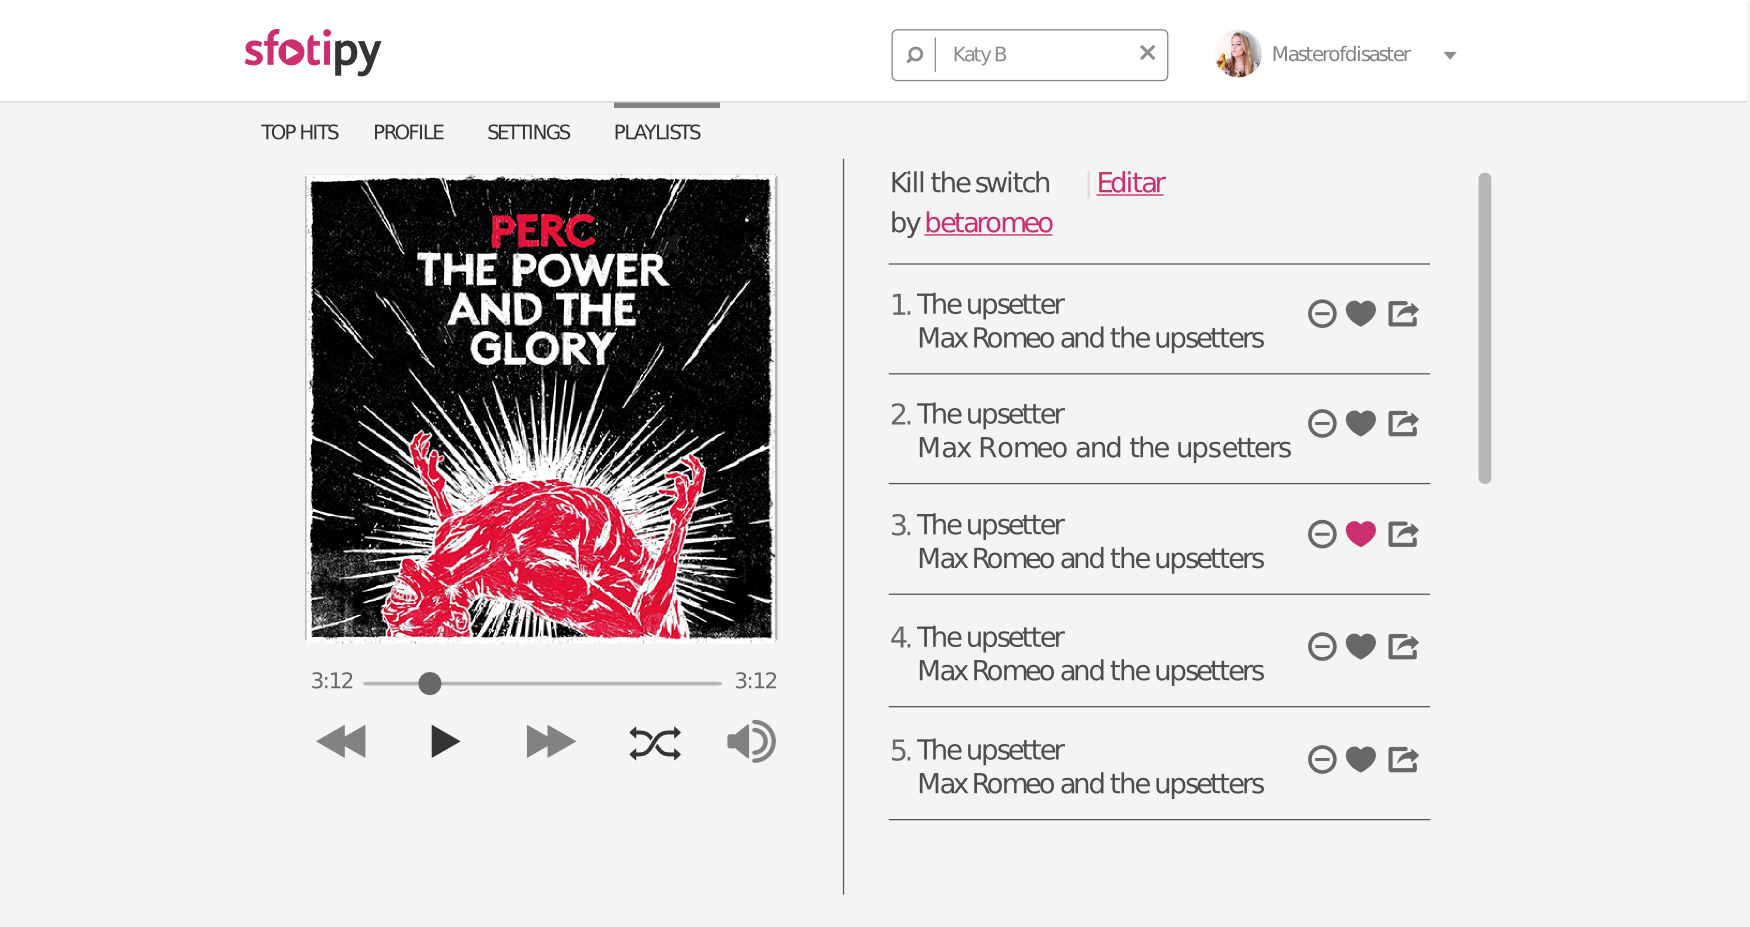 sfotipy
Katy B
Masterofdisaster
TOP HITS PROFILE SETTINGS PLAYLISTS
PERC
THE POWER
AND THE
GLORY
3:12 3:12
Kill the switch | Editar
by betaromeo
1. The upsetter
Max Romeo and the upsetters
2. The upsetter
Max Romeo and the upsetters
3. The upsetter
Max Romeo and the upsetters
4. The upsetter
Max Romeo and the upsetters
5. The upsetter
Max Romeo and the upsetters